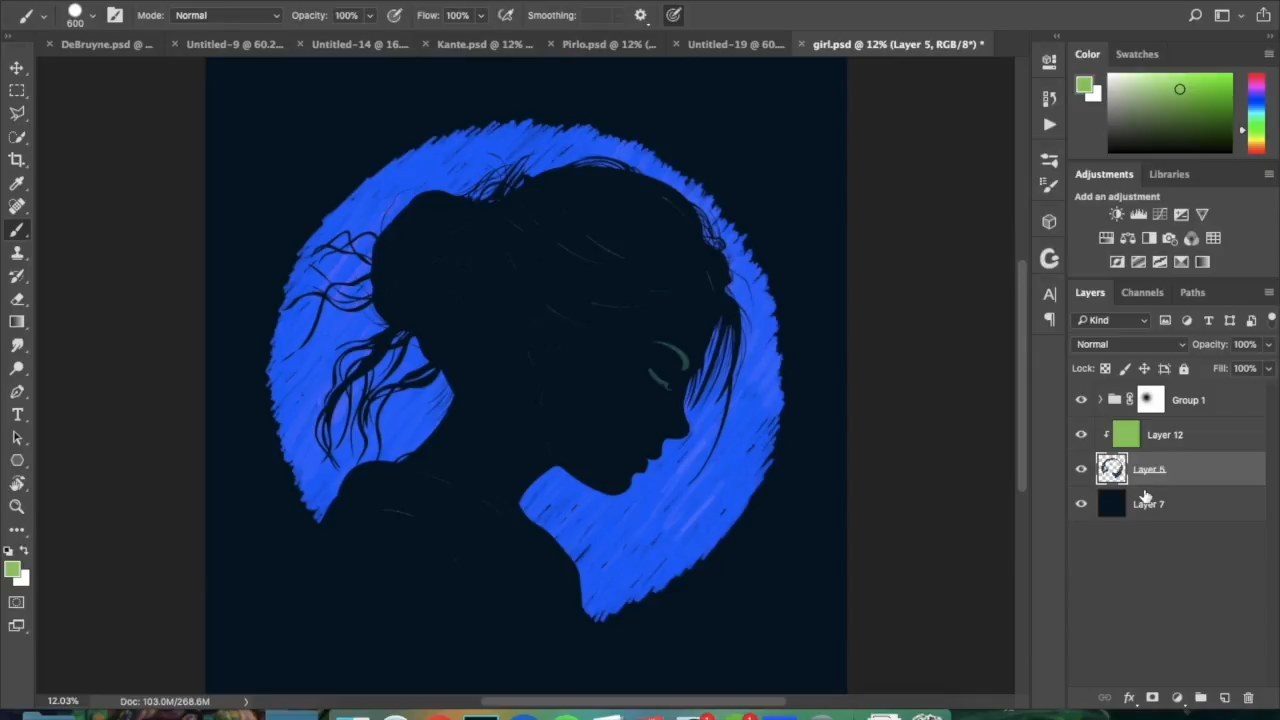 600 Mode: Normal Opacity: 100% Flow: 100% Smoothing:
DeBruyne.psd @ ... Untitled-9 @ 60.2... Untitled-14 @ 16.... Kante.psd @ 12% ... Pirlo.psd @ 12% (... Untitled-19 @ 60.... girl.psd @ 12% (Layer 5, RGB/8*) *
Color Swatches
Adjustments Libraries
Add an adjustment
Layers Channels Paths
Kind
Normal Opacity: 100%
Lock: Fill: 100%
Group 1
Layer 12
Layer 5
Layer 7
12.03% Doc: 103.0M/268.6M